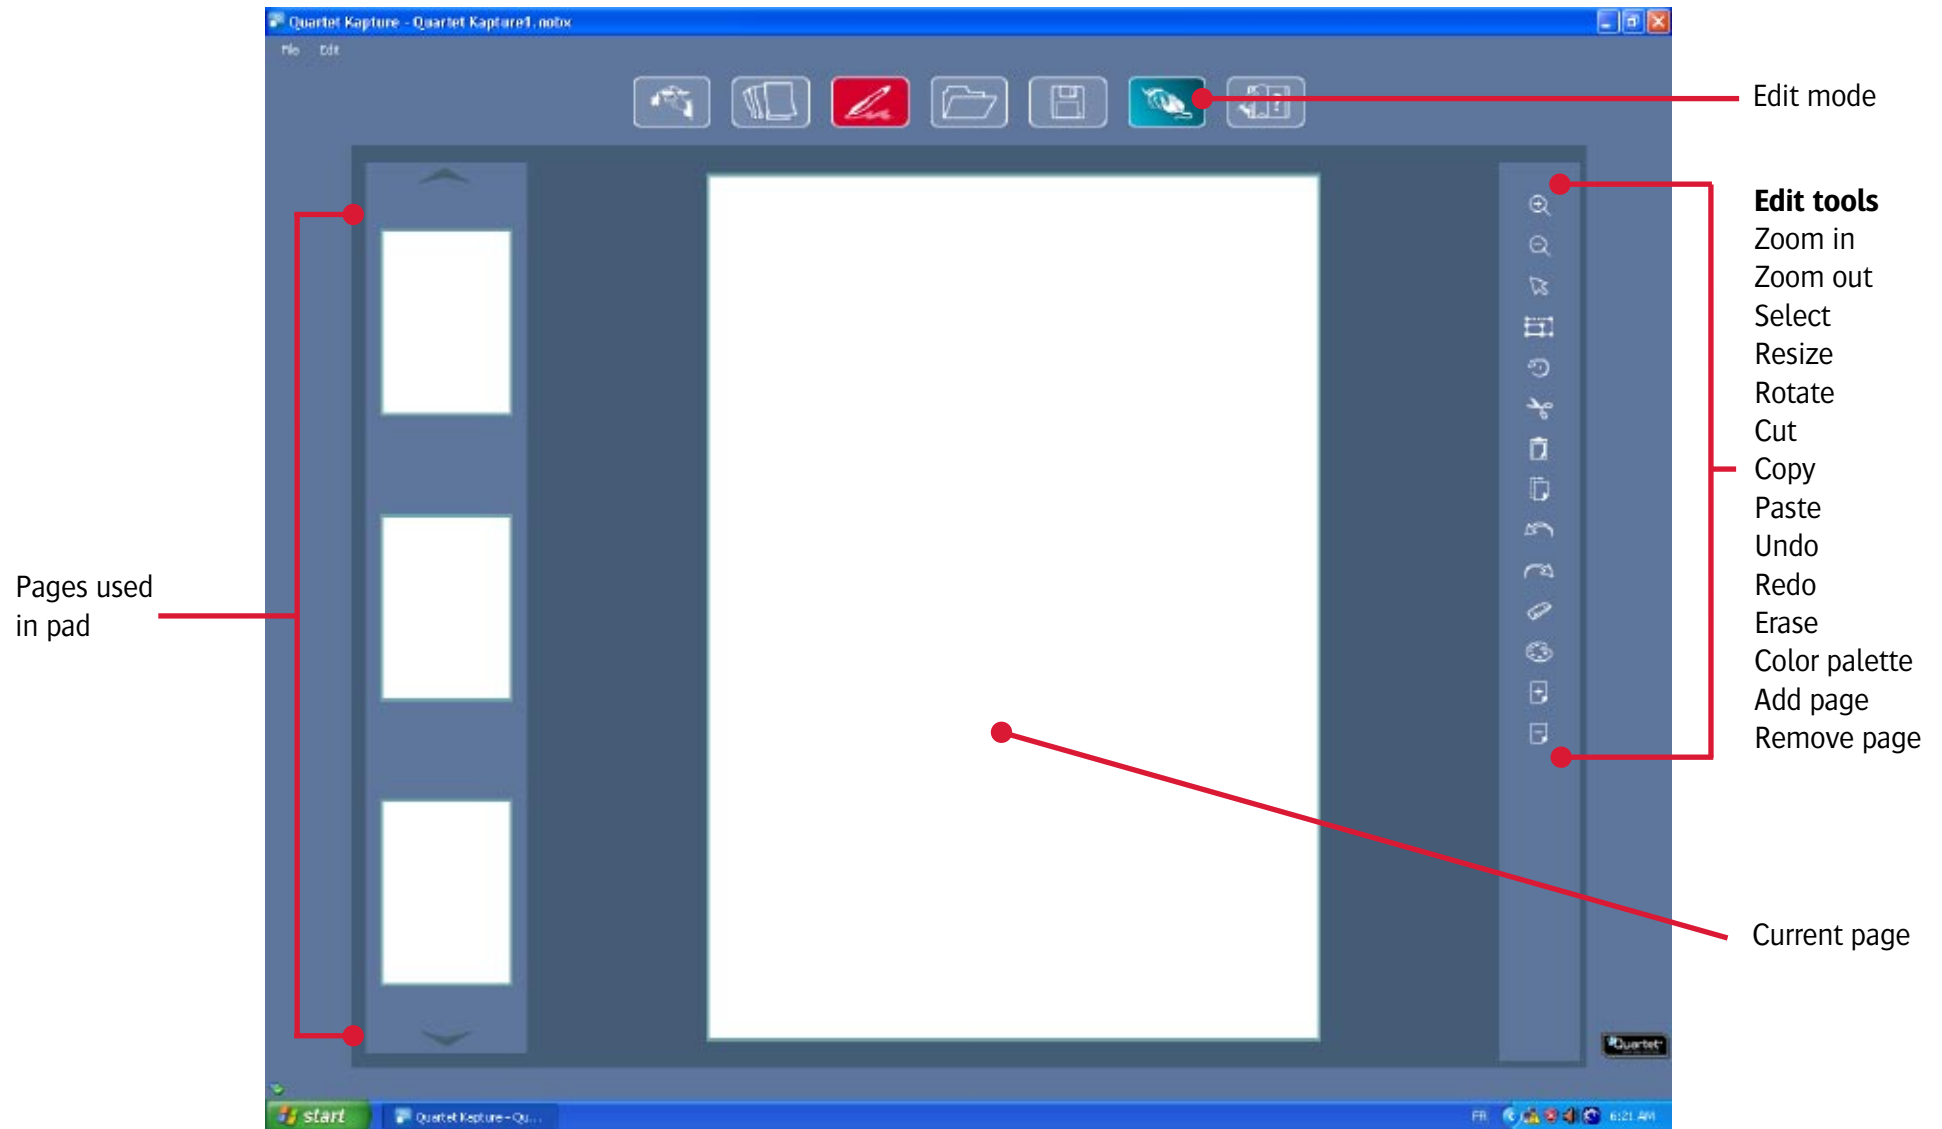 Quartet Kapture - Quartet Kapture1.nobx
File Edit
Edit mode
Edit tools
Zoom in
Zoom out
Select
Resize
Rotate
Cut
Copy
Paste
Undo
Redo
Erase
Color palette
Add page
Remove page
Pages used
in pad
Current page
Quartet
start
Quartet Kapture - Qu...
FR
6:21 AM